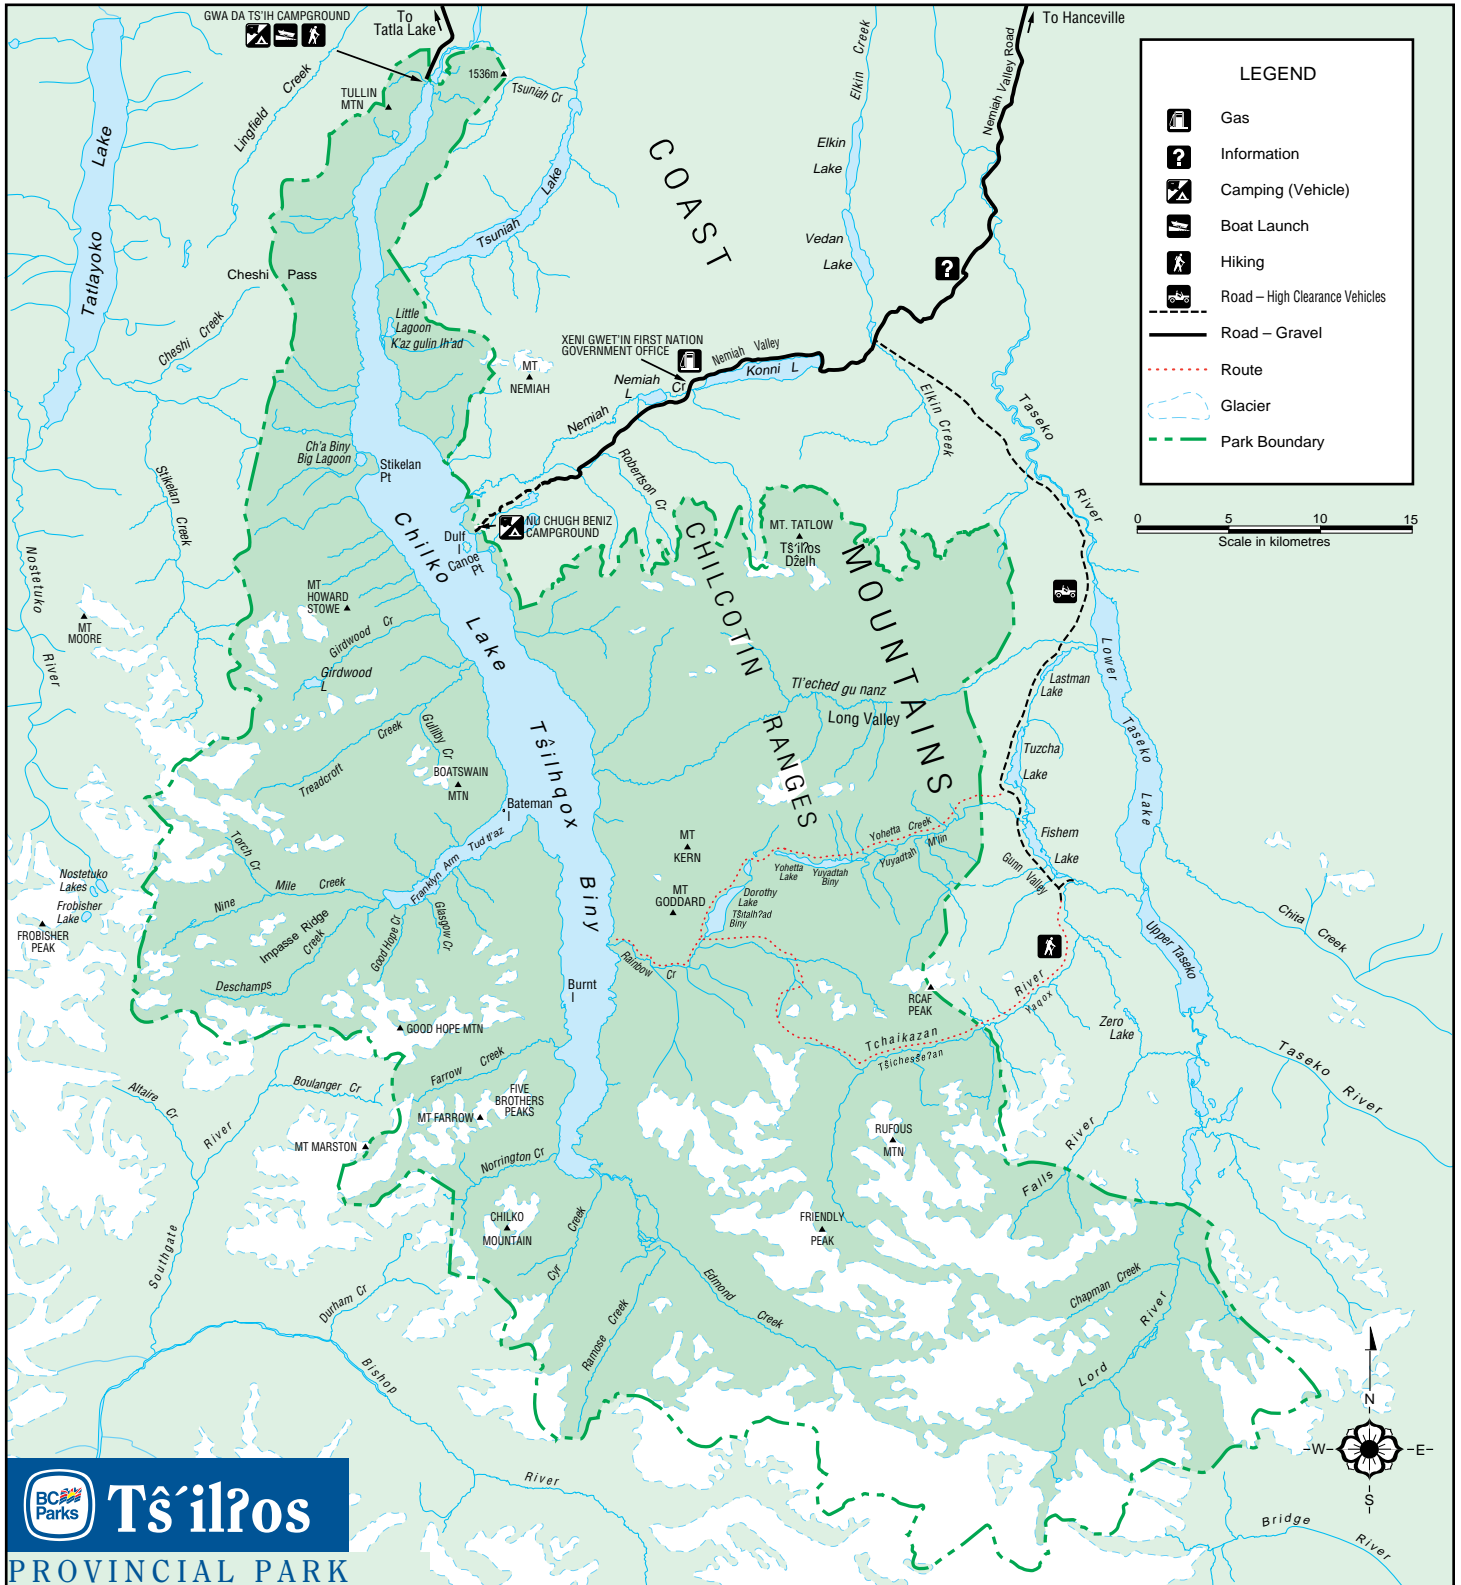 GWA DA TS'IH CAMPGROUND
To
Tatla Lake
To Hanceville
LEGEND
Gas
Information
Camping (Vehicle)
Boat Launch
Hiking
Road – High Clearance Vehicles
Road – Gravel
Route
Glacier
Park Boundary
0 5 10 15
Scale in kilometres
Tatlayoko Lake
Lingfield Creek
TULLIN
MTN
1536m
Tsuniah Cr
Tsuniah Lake
Elkin Creek
Elkin
Lake
Vedan
Lake
Nemiah Valley Road
COAST
MOUNTAINS
Cheshi Pass
Cheshi Creek
Little
Lagoon
K'az gulin lh'ad
MT
NEMIAH
XENI GWET'IN FIRST NATION
GOVERNMENT OFFICE
Nemiah Valley
Konni L
Nemiah
L
Nemiah Cr
Elkin Creek
Taseko River
Ch'a Biny
Big Lagoon
Stikelan
Pt
Stikelan Creek
Robertson Cr
NU CHUGH BENIZ
CAMPGROUND
Dulf
I
Canoe
Pt
MT. TATLOW
Tŝ'ilʔos
Dželh
CHILCOTIN
RANGES
Chilko Lake
Tŝilhqox Biny
Nostetuko River
MT
MOORE
MT
HOWARD
STOWE
Girdwood Cr
Girdwood
L
Treadcroft Creek
Gulilby Cr
BOATSWAIN
MTN
Bateman
I
Tl'eched gu nanz
Long Valley
Lastman
Lake
Lower Taseko Lake
Tuzcha
Lake
Fishem
Lake
Gunn Valley
Yohetta Creek
Yuyadtah M'lin
Yohetta
Lake
Yuyadtah
Biny
Dorothy
Lake
Tŝitalhʔad
Biny
MT
KERN
MT
GODDARD
Rainbow Cr
Torch Cr
Nine Mile Creek
Impasse Ridge
Deschamps Creek
Franklyn Arm Tud tl'az
Good Hope Cr
Glasgow Cr
Nostetuko
Lakes
Frobisher
Lake
FROBISHER
PEAK
Burnt
I
GOOD HOPE MTN
Farrow Creek
FIVE
BROTHERS
PEAKS
MT FARROW
MT MARSTON
Boulanger Cr
Altaire Cr
Southgate River
Norrington Cr
CHILKO
MOUNTAIN
Cyr Creek
Durham Cr
Ramose Creek
Edmond Creek
RCAF
PEAK
Tchaikazan River
Tŝichesŝeʔan Yaqox
Zero
Lake
Upper Taseko
Chita Creek
Taseko River
RUFOUS
MTN
FRIENDLY
PEAK
Falls River
Chapman Creek
Lord River
Bishop River
Bridge River
N
W
E
S
BC
Parks
Tŝ'ilʔos
PROVINCIAL PARK